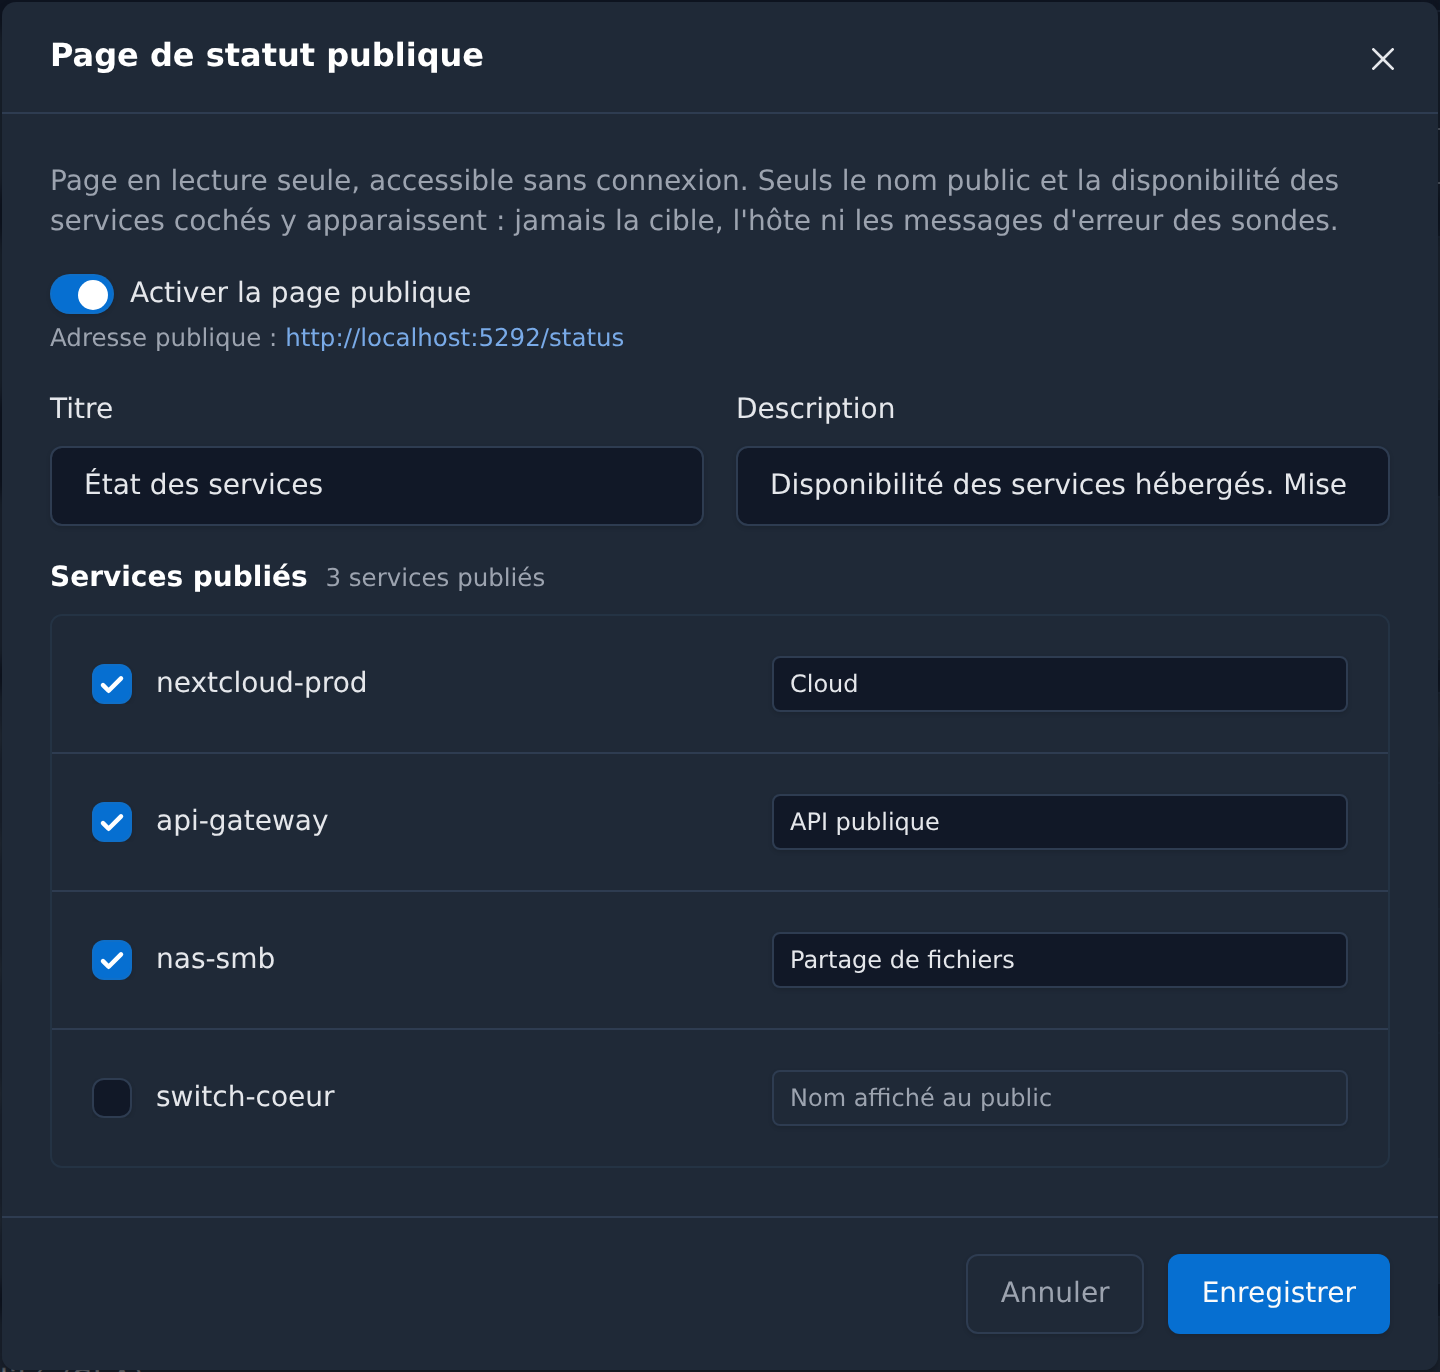 Page de statut publique
Page en lecture seule, accessible sans connexion. Seuls le nom public et la disponibilité des
services cochés y apparaissent : jamais la cible, l'hôte ni les messages d'erreur des sondes.
Activer la page publique
Adresse publique : http://localhost:5292/status
Titre
Description
État des services
Disponibilité des services hébergés. Mise
Services publiés 3 services publiés
nextcloud-prod
Cloud
api-gateway
API publique
nas-smb
Partage de fichiers
switch-coeur
Nom affiché au public
Annuler
Enregistrer